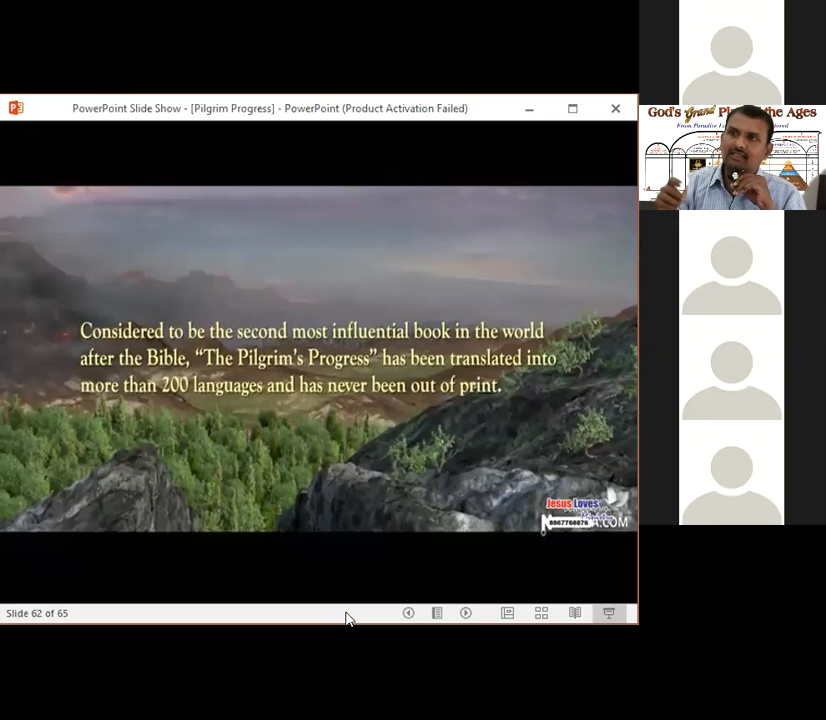 PowerPoint Slide Show - [Pilgrim Progress] - PowerPoint (Product Activation Failed)
God's Grand Pl the Ages
Considered to be the second most influential book in the world
after the Bible, “The Pilgrim's Progress” has been translated into
more than 200 languages and has never been out of print.
Jesus Loves
8867768876
.COM
Slide 62 of 65